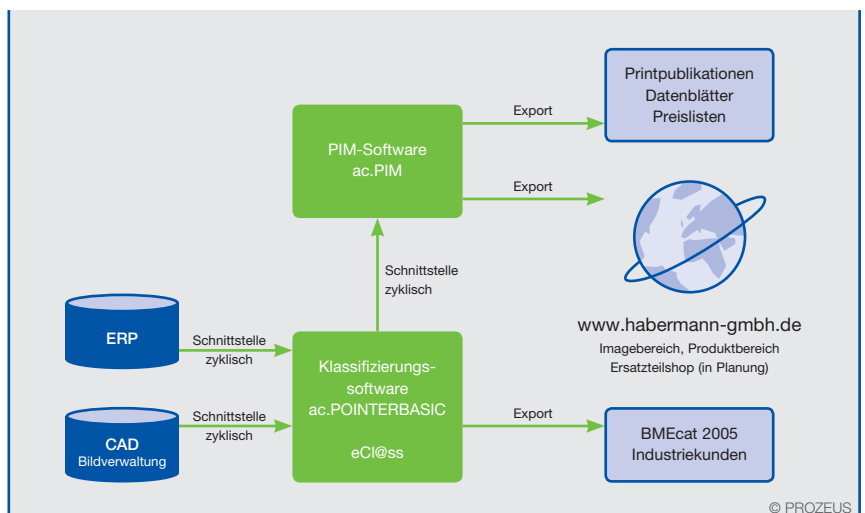 Printpublikationen
Datenblätter
Preislisten
Export
PIM-Software
ac.PIM
Export
Schnittstelle
zyklisch
www.habermann-gmbh.de
Imagebereich, Produktbereich
Ersatzteilshop (in Planung)
ERP
Schnittstelle
zyklisch
Klassifizierungs-
software
ac.POINTERBASIC
eCl@ss
CAD
Bildverwaltung
Schnittstelle
zyklisch
Export
BMEcat 2005
Industriekunden
© PROZEUS